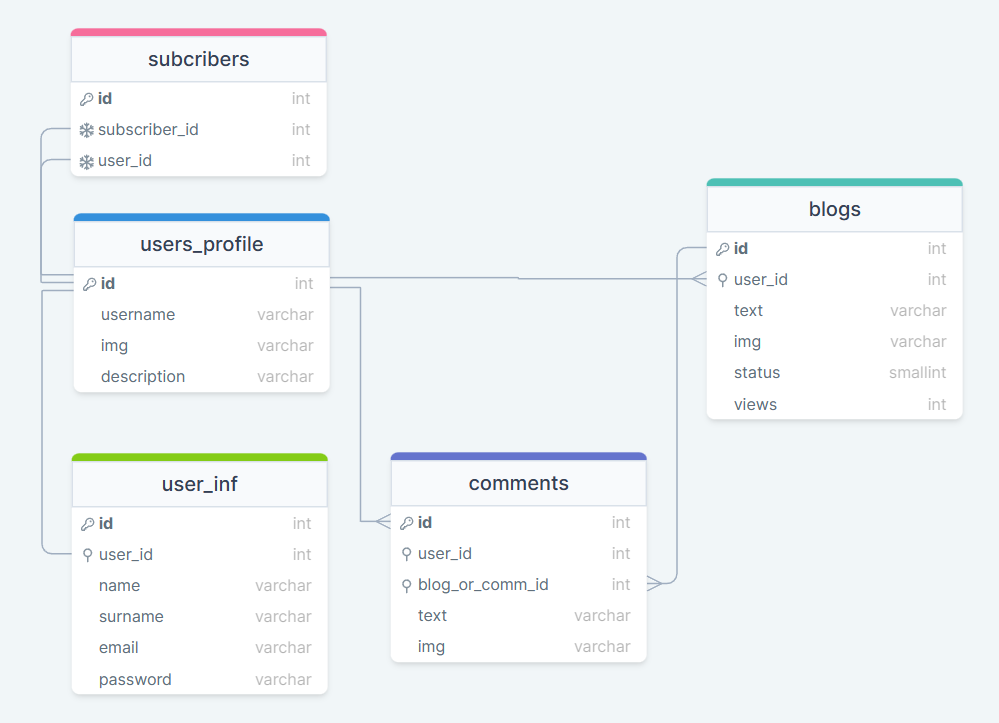 subcribers
id int
subscriber_id int
user_id int
users_profile
id int
username varchar
img varchar
description varchar
user_inf
id int
user_id int
name varchar
surname varchar
email varchar
password varchar
comments
id int
user_id int
blog_or_comm_id int
text varchar
img varchar
blogs
id int
user_id int
text varchar
img varchar
status smallint
views int